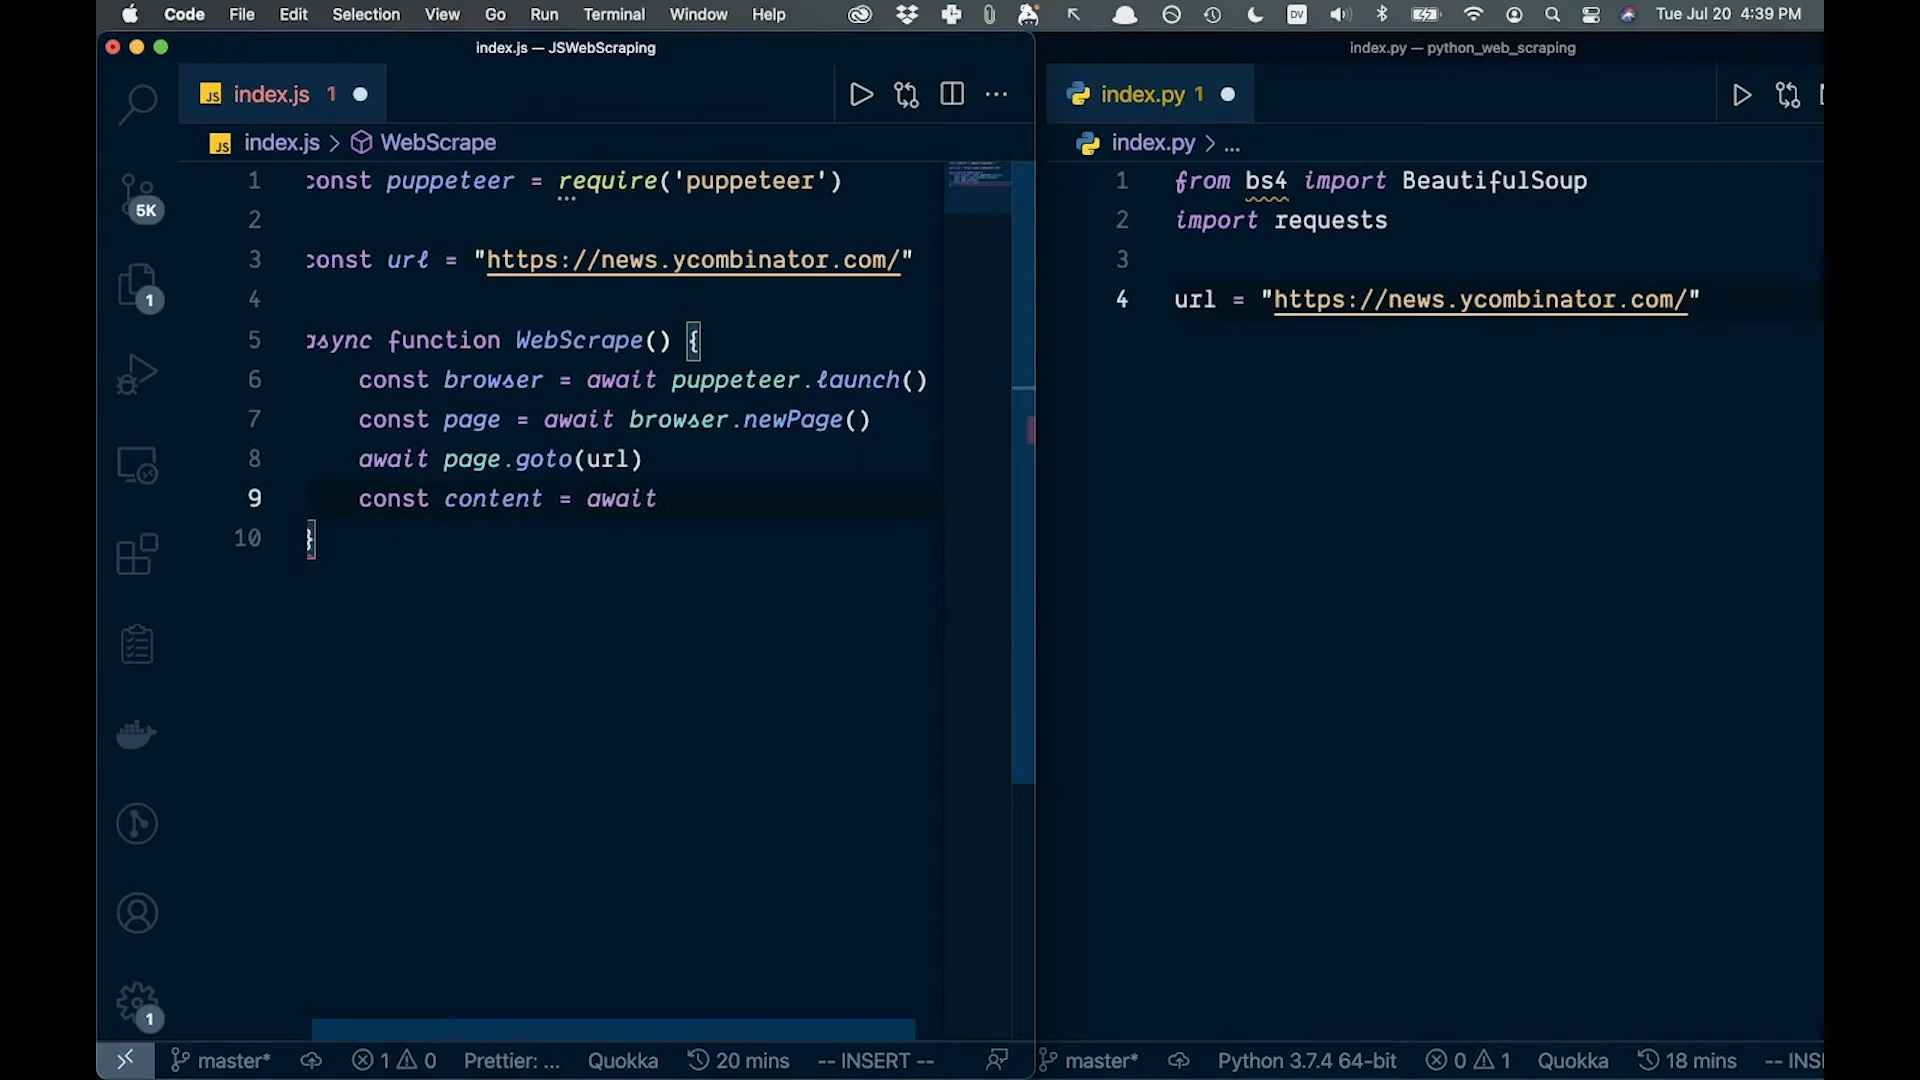 Code File Edit Selection View Go Run Terminal Window Help DV Tue Jul 20 4:39 PM
index.js — JSWebScraping
JS index.js 1
JS index.js > WebScrape
1 const puppeteer = require('puppeteer')
2
3 const url = "https://news.ycombinator.com/"
4
5 async function WebScrape() {
6 const browser = await puppeteer.launch()
7 const page = await browser.newPage()
8 await page.goto(url)
9 const content = await
10 }
5K
1
1
master* 1 0 Prettier: ... Quokka 20 mins -- INSERT --
index.py — python_web_scraping
index.py 1
index.py > ...
1 from bs4 import BeautifulSoup
2 import requests
3
4 url = "https://news.ycombinator.com/"
master* Python 3.7.4 64-bit 0 1 Quokka 18 mins -- INS